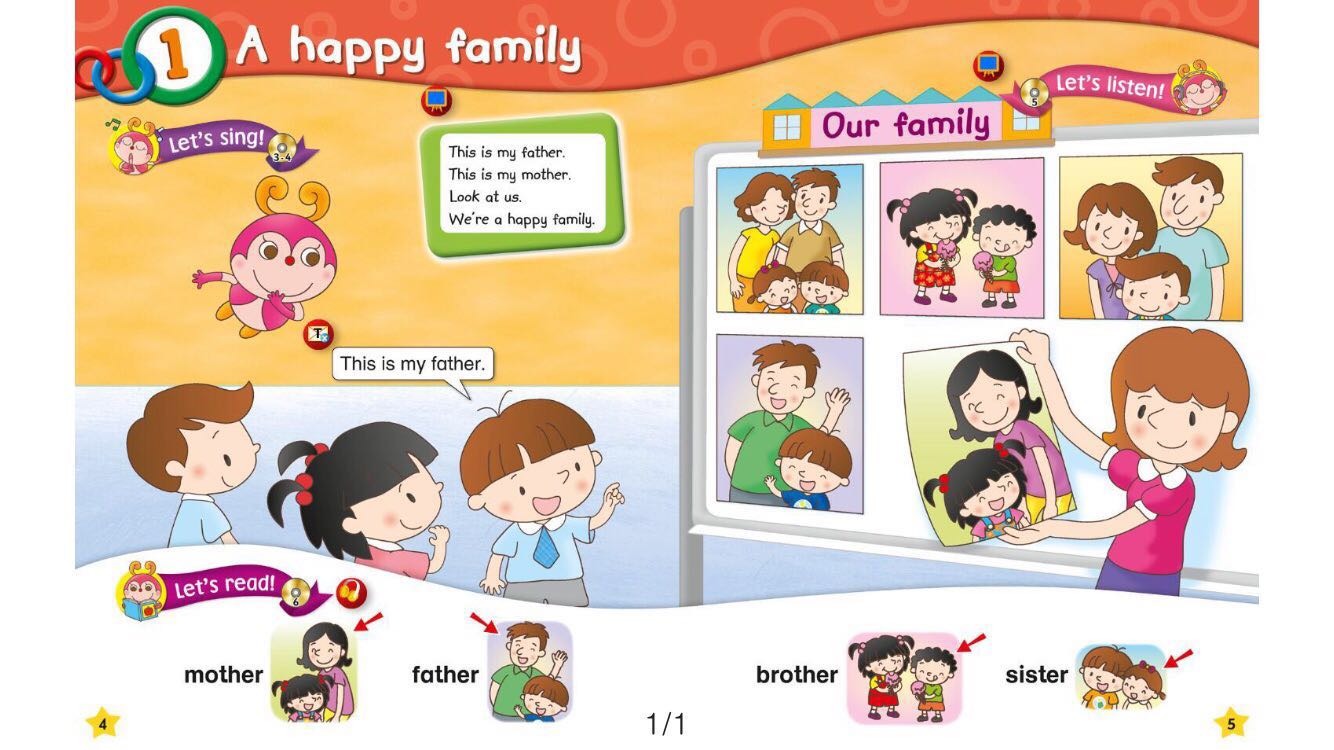 1 A happy family
Let's sing!
3-4
This is my father.
This is my mother.
Look at us.
We're a happy family.
Let's listen!
5
Our family
T
This is my father.
Let's read!
6
mother
father
brother
sister
4
1/1
5